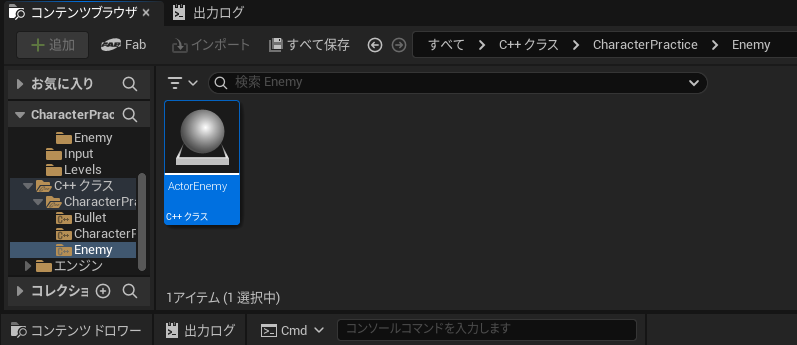 コンテンツブラウザ × 出力ログ
追加 Fab インポート すべて保存 すべて C++ クラス CharacterPractice Enemy
お気に入り
検索 Enemy
CharacterPrac
Enemy
Input
Levels
C++ クラス
CharacterPra
Bullet
CharacterP
Enemy
エンジン
コレクショ
ActorEnemy
C++ クラス
1アイテム (1 選択中)
コンテンツドロワー 出力ログ Cmd コンソールコマンドを入力します